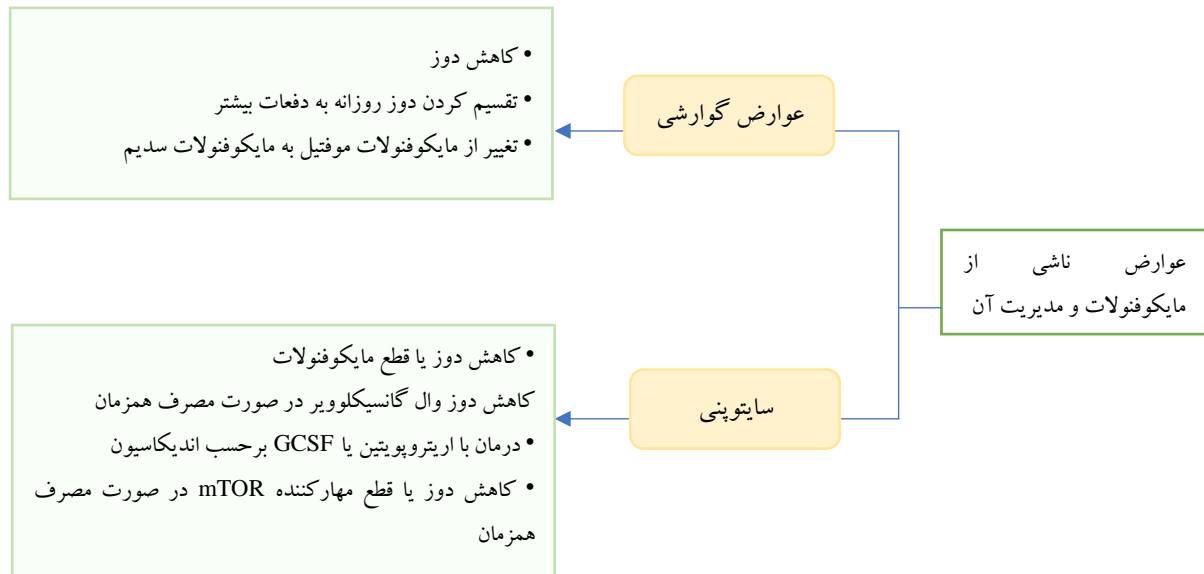 عوارض ناشی از
مایکوفنولات و مدیریت آن
عوارض گوارشی
• کاهش دوز
• تقسیم کردن دوز روزانه به دفعات بیشتر
• تغییر از مایکوفنولات موفتیل به مایکوفنولات سدیم
سایتوپنی
• کاهش دوز یا قطع مایکوفنولات
کاهش دوز وال گانسیکلوویر در صورت مصرف همزمان
• درمان با اریتروپویتین یا GCSF برحسب اندیکاسیون
• کاهش دوز یا قطع مهارکننده mTOR در صورت مصرف
همزمان